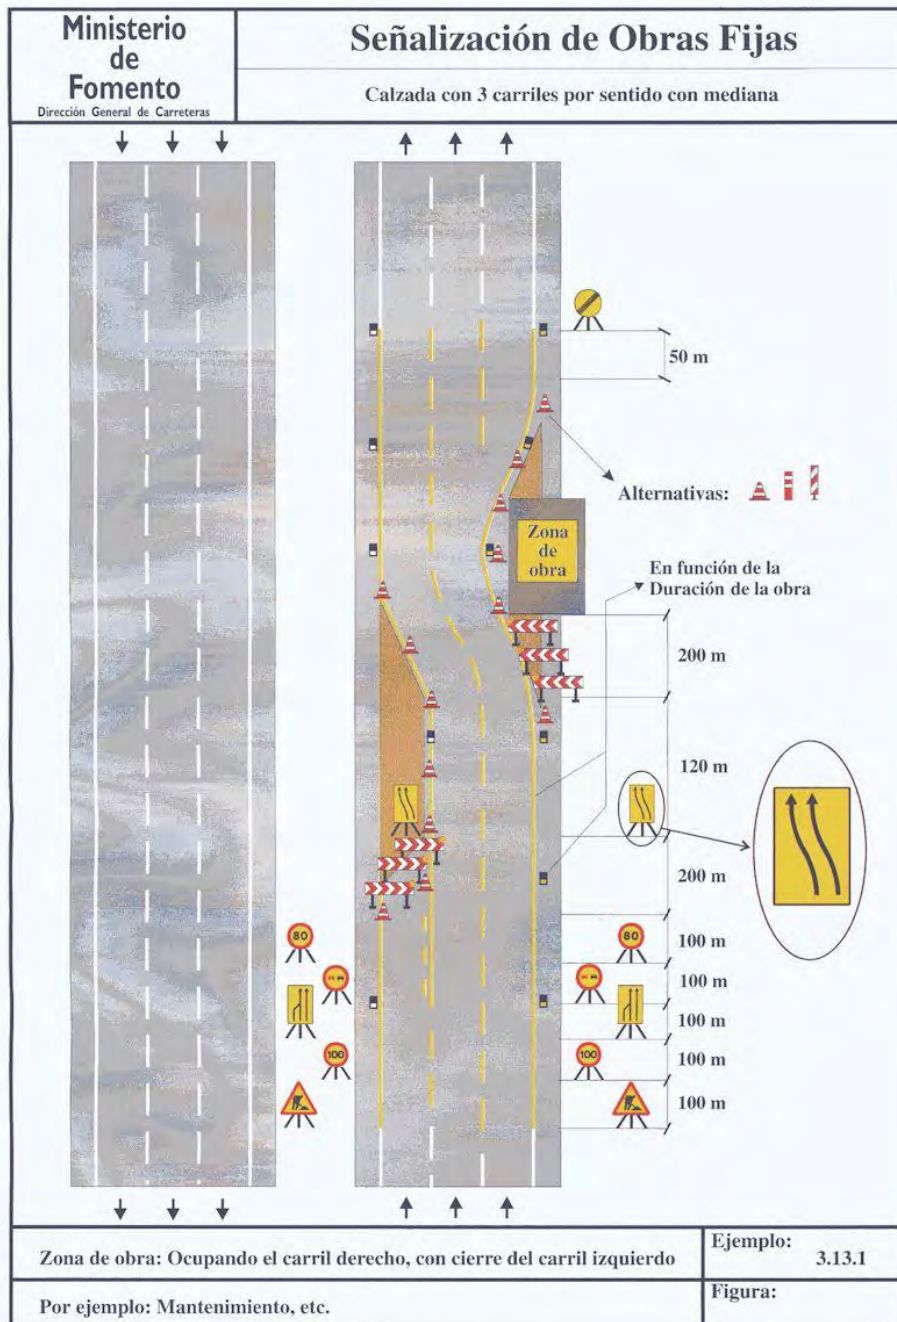 Ministerio
de
Fomento
Dirección General de Carreteras
Señalización de Obras Fijas
Calzada con 3 carriles por sentido con mediana
50 m
Alternativas:
Zona
de
obra
En función de la
Duración de la obra
200 m
120 m
200 m
80
80
100 m
100 m
100 m
100
100
100 m
100 m
Zona de obra: Ocupando el carril derecho, con cierre del carril izquierdo
Ejemplo:
3.13.1
Por ejemplo: Mantenimiento, etc.
Figura: